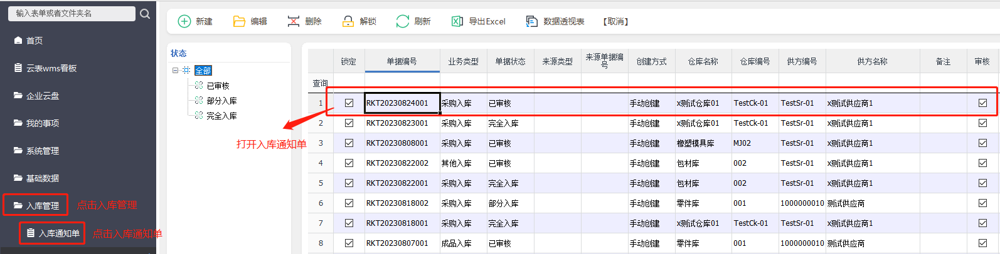 输入表单或者文件夹名
首页
云表wms看板
企业云盘
我的事项
系统管理
基础数据
入库管理 点击入库管理
入库通知单 点击入库通知单
新建 编辑 删除 解锁 刷新 导出Excel 数据透视表 【取消】
状态
全部
已审核
部分入库
完全入库
打开入库通知单
锁定 单据编号 业务类型 单据状态 来源类型 来源单据编号 创建方式 仓库名称 仓库编号 供方编号 供方名称 备注 审核
查询
1 RKT20230824001 采购入库 已审核 手动创建 x测试仓库01 TestCk-01 TestSr-01 x测试供应商1
2 RKT20230823001 采购入库 完全入库 手动创建 x测试仓库01 TestCk-01 TestSr-01 x测试供应商1
3 RKT20230808001 采购入库 已审核 手动创建 橡塑模具库 MJ02 TestSr-01 x测试供应商1
4 RKT20230822002 其他入库 已审核 手动创建 包材库 002 TestSr-01 x测试供应商1
5 RKT20230822001 采购入库 完全入库 手动创建 包材库 002 TestSr-01 x测试供应商1
6 RKT20230818002 采购入库 部分入库 手动创建 零件库 001 1000000010 测试供应商
7 RKT20230818001 采购入库 完全入库 手动创建 x测试仓库01 TestCk-01 TestSr-01 x测试供应商1
8 RKT20230807001 成品入库 已审核 手动创建 零件库 001 1000000010 测试供应商